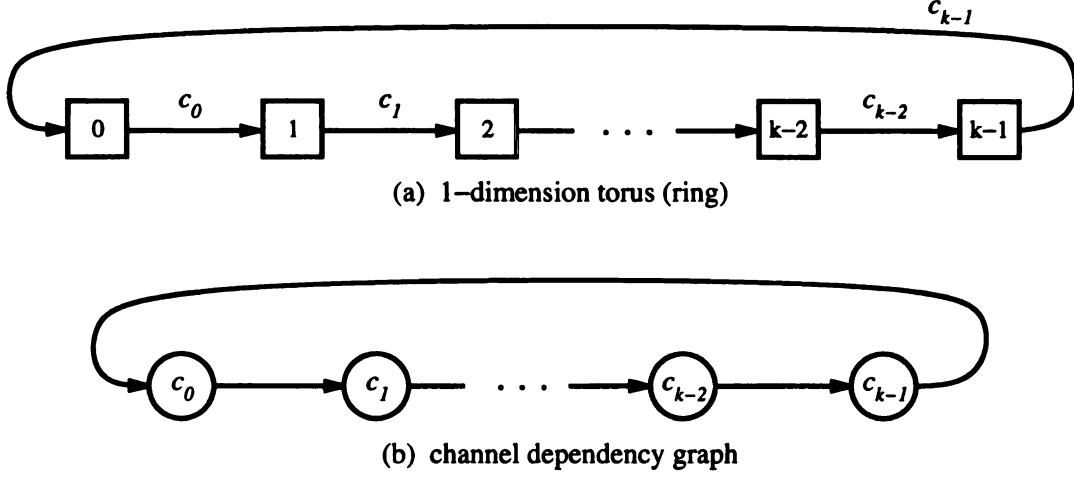 c_{k-1}
c_0 c_1 c_{k-2}
0 1 2 . . . k-2 k-1
(a) 1-dimension torus (ring)
c_0 c_1 . . . c_{k-2} c_{k-1}
(b) channel dependency graph